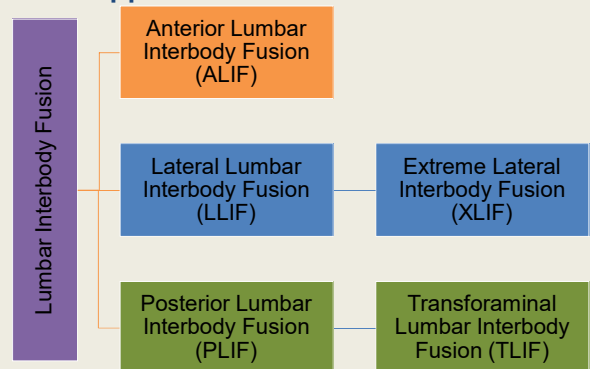 Lumbar Interbody Fusion
Anterior Lumbar
Interbody Fusion
(ALIF)
Lateral Lumbar
Interbody Fusion
(LLIF)
Extreme Lateral
Interbody Fusion
(XLIF)
Posterior Lumbar
Interbody Fusion
(PLIF)
Transforaminal
Lumbar Interbody
Fusion (TLIF)